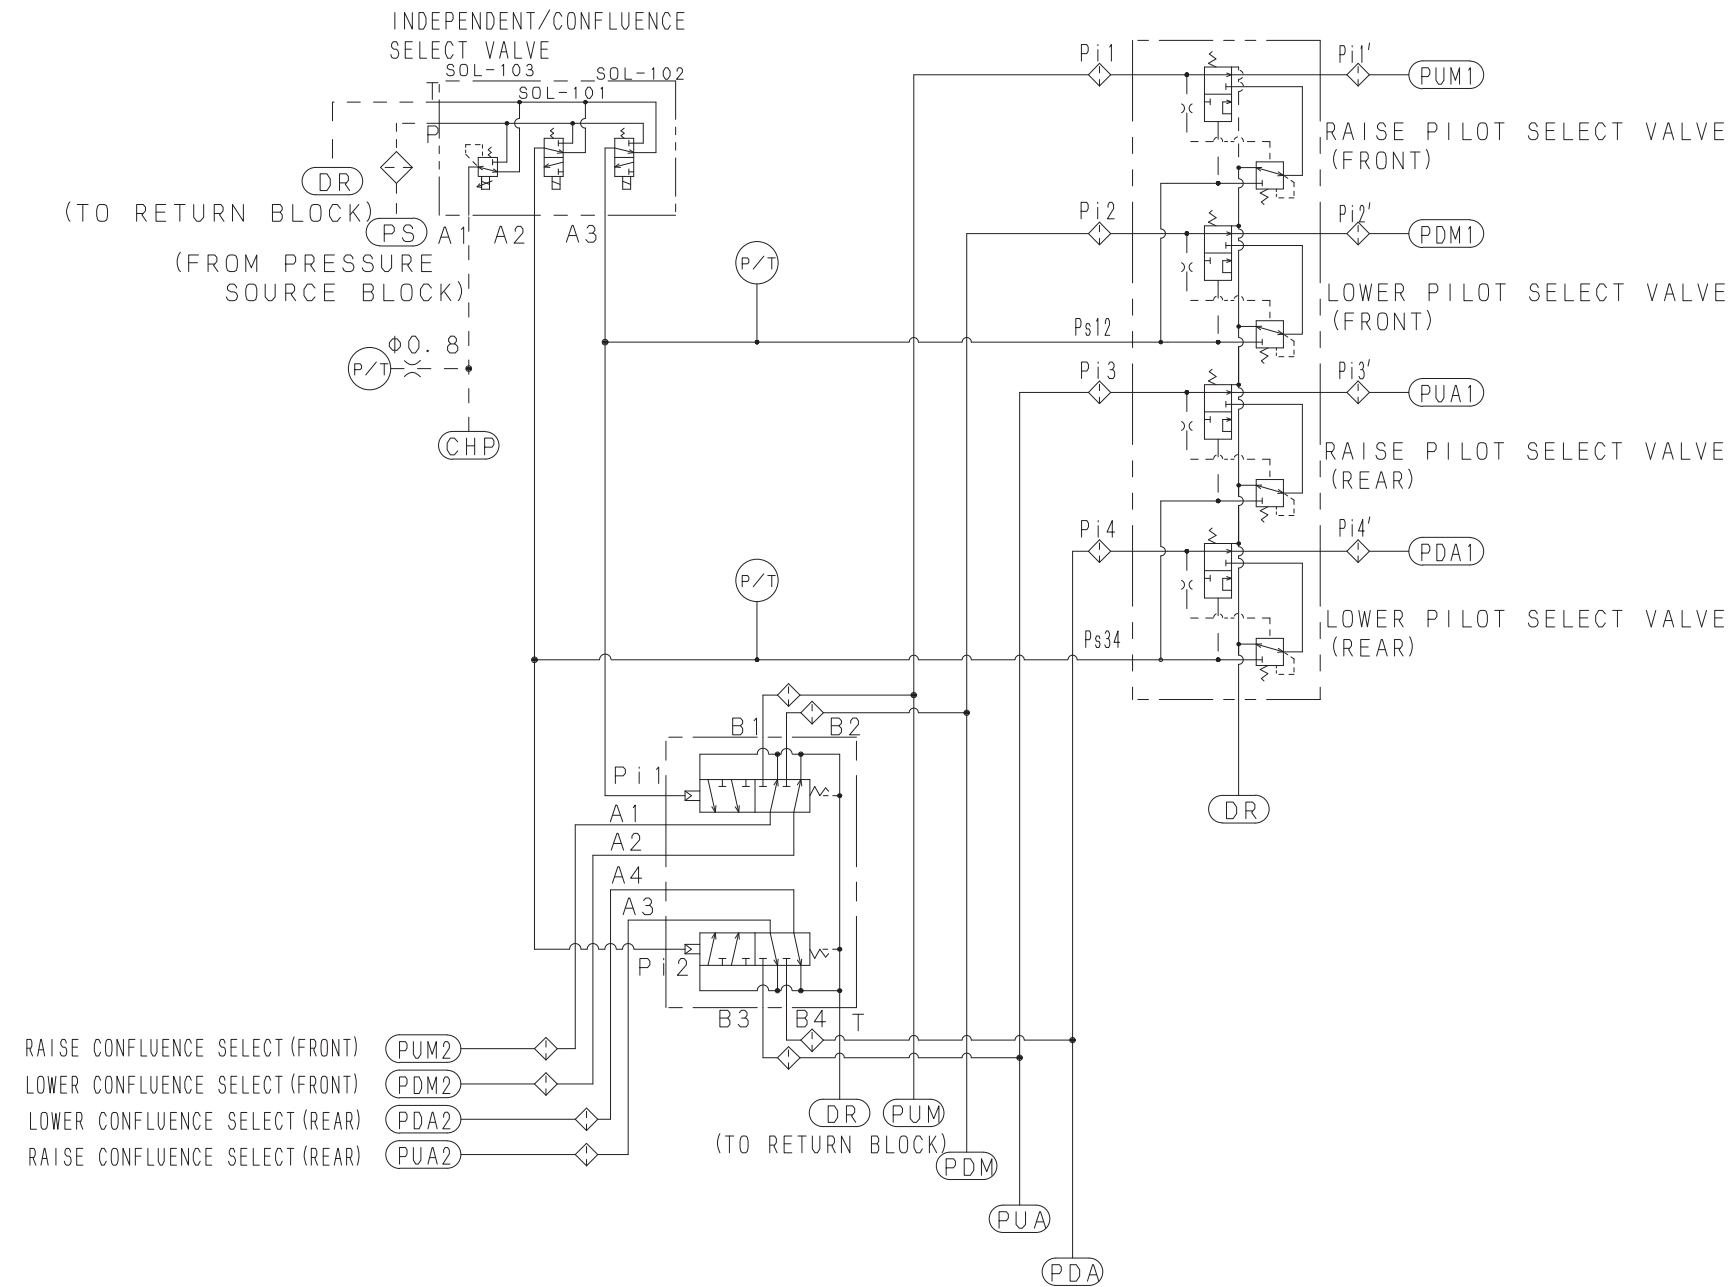 INDEPENDENT/CONFLUENCE
SELECT VALVE
SOL-103
SOL-102
SOL-101
T
P
DR
(TO RETURN BLOCK)
PS
A1
A2
A3
(FROM PRESSURE
SOURCE BLOCK)
P/T
Φ0.8
CHP
P/T
P/T
Pi1
Pi1'
PUM1
RAISE PILOT SELECT VALVE
(FRONT)
Pi2
Pi2'
PDM1
LOWER PILOT SELECT VALVE
(FRONT)
Ps12
Pi3
Pi3'
PUA1
RAISE PILOT SELECT VALVE
(REAR)
Pi4
Pi4'
PDA1
LOWER PILOT SELECT VALVE
(REAR)
Ps34
DR
B1
B2
Pi1
A1
A2
A4
A3
Pi2
B3
B4
T
RAISE CONFLUENCE SELECT(FRONT)
PUM2
LOWER CONFLUENCE SELECT(FRONT)
PDM2
LOWER CONFLUENCE SELECT(REAR)
PDA2
RAISE CONFLUENCE SELECT(REAR)
PUA2
DR
(TO RETURN BLOCK)
PUM
PDM
PUA
PDA